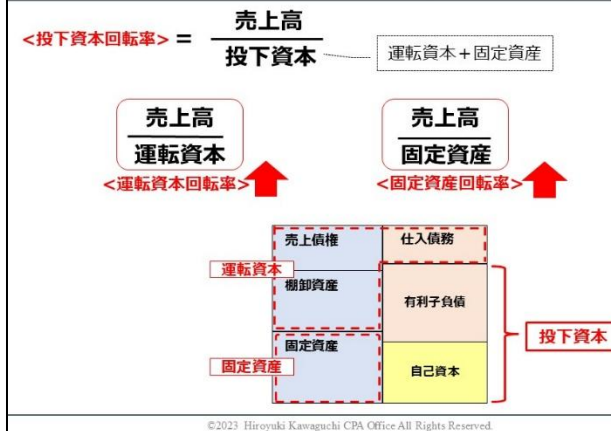 <投下資本回転率> = 売上高
投下資本
運転資本+固定資産
売上高
運転資本
<運転資本回転率>
売上高
固定資産
<固定資産回転率>
売上債権
仕入債務
運転資本
棚卸資産
有利子負債
投下資本
固定資産
固定資産
自己資本
©2023 Hiroyuki Kawaguchi CPA Office All Rights Reserved.